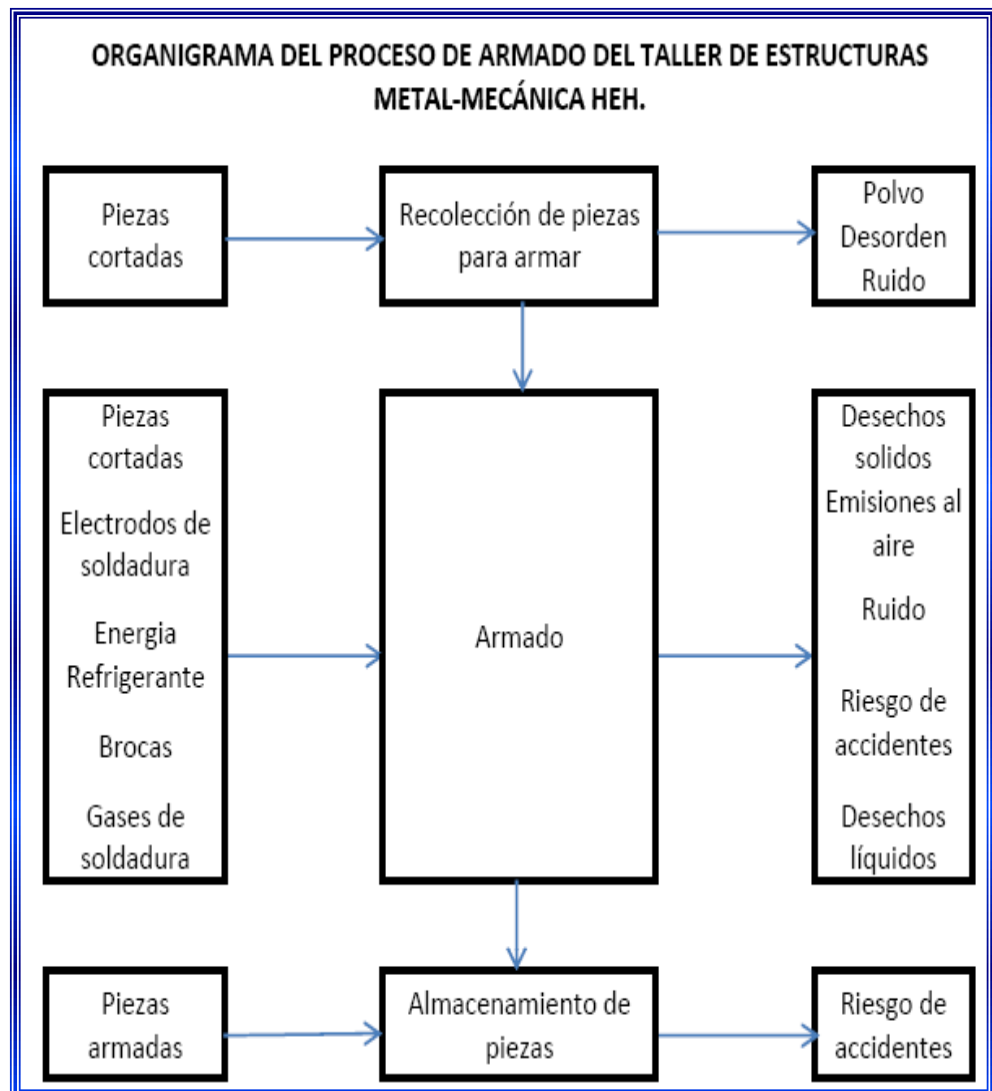 ORGANIGRAMA DEL PROCESO DE ARMADO DEL TALLER DE ESTRUCTURAS
METAL-MECÁNICA HEH.
Piezas
cortadas
Recolección de piezas
para armar
Polvo
Desorden
Ruido
Piezas
cortadas
Electrodos de
soldadura
Energia
Refrigerante
Brocas
Gases de
soldadura
Armado
Desechos
solidos
Emisiones al
aire
Ruido
Riesgo de
accidentes
Desechos
líquidos
Piezas
armadas
Almacenamiento de
piezas
Riesgo de
accidentes